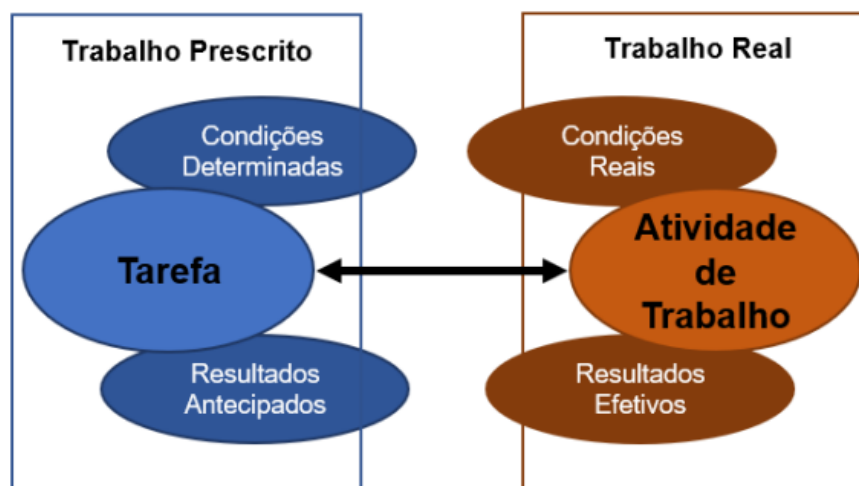 Trabalho Prescrito
Condições
Determinadas
Tarefa
Resultados
Antecipados
Trabalho Real
Condições
Reais
Atividade
de
Trabalho
Resultados
Efetivos